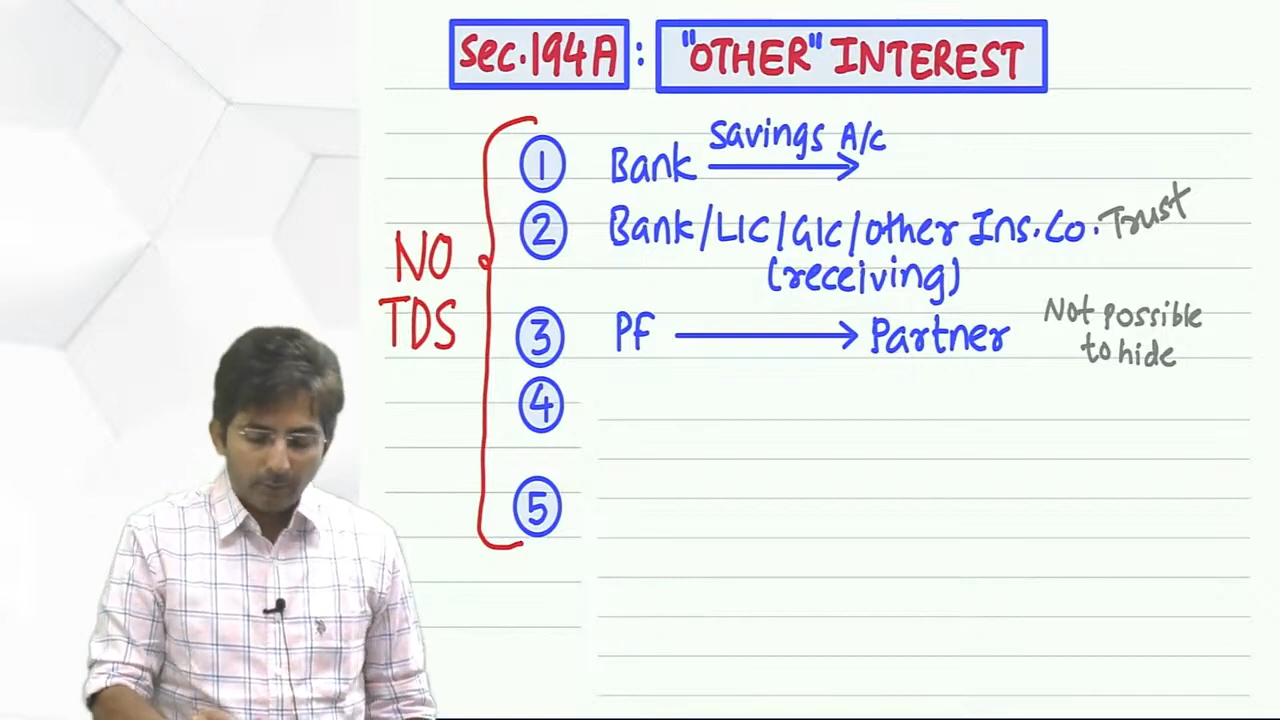 Sec.194A : "OTHER" INTEREST
NO
TDS
① Bank Savings A/c →
② Bank/LIC/GIC/other Ins.Co. Trust
(receiving)
③ PF → Partner Not possible
to hide
④
⑤